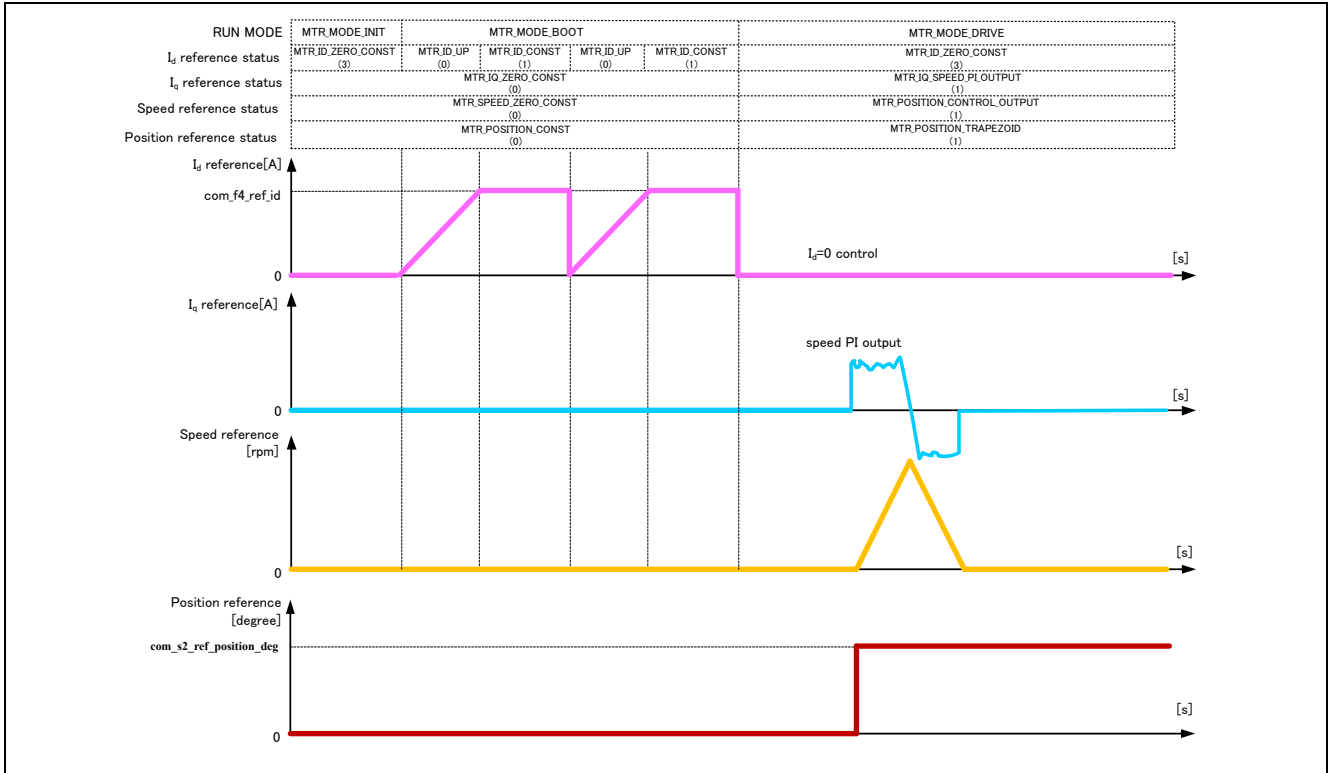 RUN MODE MTR_MODE_INIT MTR_MODE_BOOT MTR_MODE_DRIVE
Id reference status MTR_ID_ZERO_CONST MTR_ID_UP MTR_ID_CONST MTR_ID_UP MTR_ID_CONST MTR_ID_ZERO_CONST
(3) (0) (1) (0) (1) (3)
Iq reference status MTR_IQ_ZERO_CONST MTR_IQ_SPEED_PI_OUTPUT
(0) (1)
Speed reference status MTR_SPEED_ZERO_CONST MTR_POSITION_CONTROL_OUTPUT
(0) (1)
Position reference status MTR_POSITION_CONST MTR_POSITION_TRAPEZOID
(0) (1)
Id reference[A]
com_f4_ref_id
Id=0 control
[s]
0
Iq reference[A]
speed PI output
[s]
0
Speed reference
[rpm]
[s]
0
Position reference
[degree]
com_s2_ref_position_deg
[s]
0